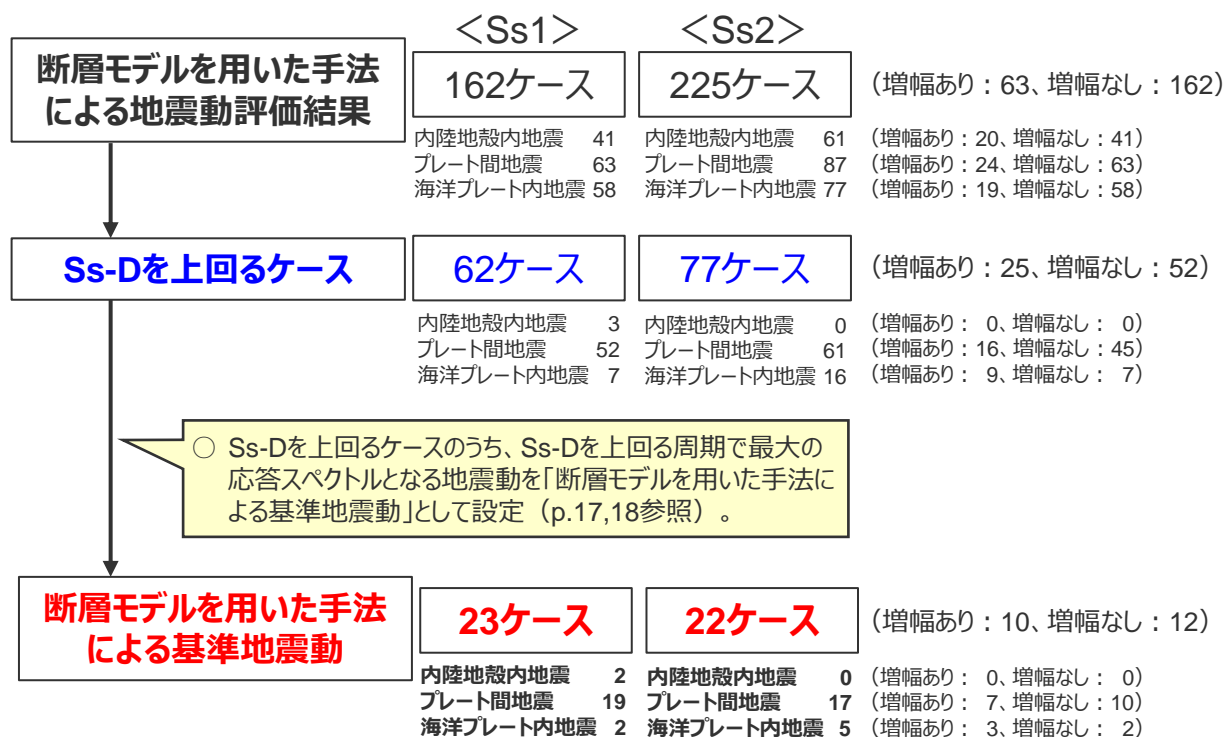 ＜Ss1＞ ＜Ss2＞
断層モデルを用いた手法
による地震動評価結果
162ケース 225ケース （増幅あり：63、増幅なし：162）
内陸地殻内地震 41 内陸地殻内地震 61 （増幅あり：20、増幅なし：41）
プレート間地震 63 プレート間地震 87 （増幅あり：24、増幅なし：63）
海洋プレート内地震 58 海洋プレート内地震 77 （増幅あり：19、増幅なし：58）
Ss-Dを上回るケース 62ケース 77ケース （増幅あり：25、増幅なし：52）
内陸地殻内地震 3 内陸地殻内地震 0 （増幅あり： 0、増幅なし： 0）
プレート間地震 52 プレート間地震 61 （増幅あり：16、増幅なし：45）
海洋プレート内地震 7 海洋プレート内地震 16 （増幅あり： 9、増幅なし： 7）
○ Ss-Dを上回るケースのうち、Ss-Dを上回る周期で最大の
応答スペクトルとなる地震動を「断層モデルを用いた手法に
よる基準地震動」として設定（p.17,18参照）。
断層モデルを用いた手法
による基準地震動
23ケース 22ケース （増幅あり：10、増幅なし：12）
内陸地殻内地震 2 内陸地殻内地震 0 （増幅あり： 0、増幅なし： 0）
プレート間地震 19 プレート間地震 17 （増幅あり： 7、増幅なし：10）
海洋プレート内地震 2 海洋プレート内地震 5 （増幅あり： 3、増幅なし： 2）